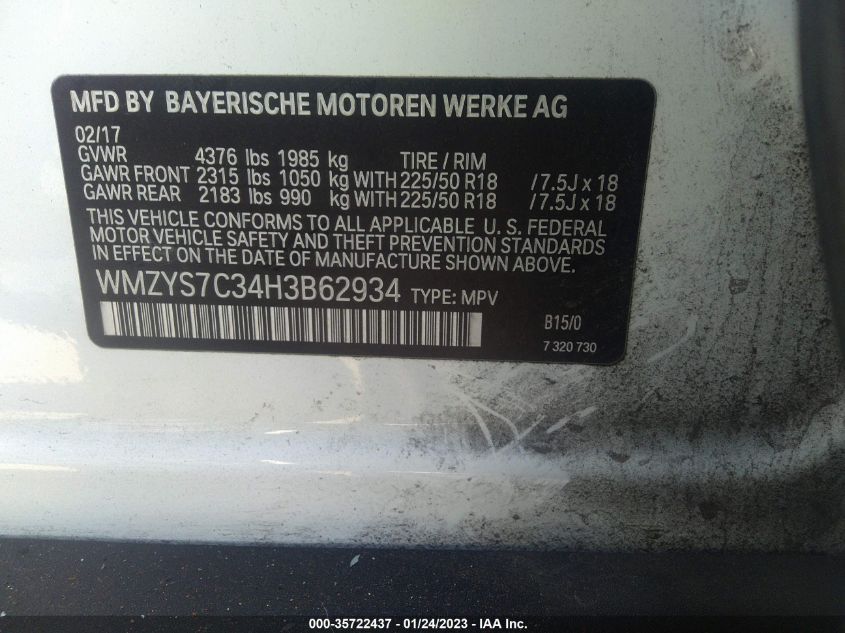 MFD BY BAYERISCHE MOTOREN WERKE AG
02/17
GVWR 4376 lbs 1985 kg TIRE / RIM
GAWR FRONT 2315 lbs 1050 kg WITH 225/50 R18 /7.5J x 18
GAWR REAR 2183 lbs 990 kg WITH 225/50 R18 /7.5J x 18
THIS VEHICLE CONFORMS TO ALL APPLICABLE U. S. FEDERAL
MOTOR VEHICLE SAFETY AND THEFT PREVENTION STANDARDS
IN EFFECT ON THE DATE OF MANUFACTURE SHOWN ABOVE.
WMZYS7C34H3B62934 TYPE: MPV
B15/0
7 320 730
000-35722437 - 01/24/2023 - IAA Inc.